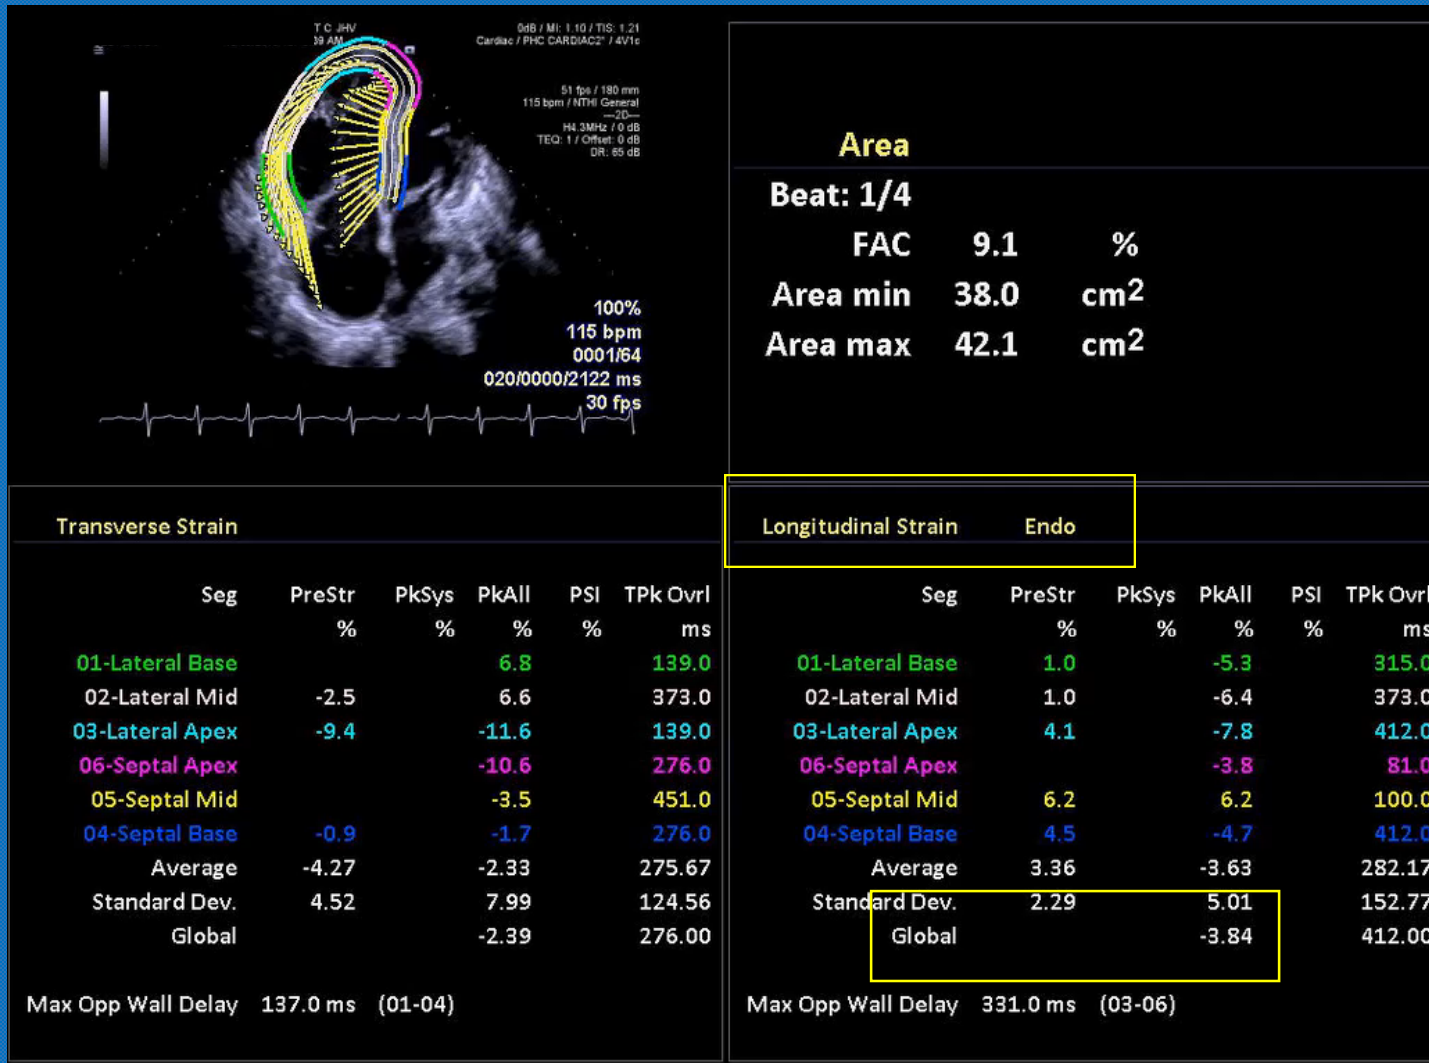 T C JHV
39 AM
0dB / MI: 1.10 / TIS: 1.21
Cardiac / PHC CARDIAC2* / 4V1c
51 fps / 180 mm
115 bpm / NTHI General
---2D---
H4.3MHz / 0 dB
TEQ: 1 / Offset: 0 dB
DR: 65 dB
100%
115 bpm
0001/64
020/0000/2122 ms
30 fps
Area
Beat: 1/4
FAC 9.1 %
Area min 38.0 cm2
Area max 42.1 cm2
Transverse Strain
Seg PreStr PkSys PkAll PSI TPk Ovrl
% % % % ms
01-Lateral Base 6.8 139.0
02-Lateral Mid -2.5 6.6 373.0
03-Lateral Apex -9.4 -11.6 139.0
06-Septal Apex -10.6 276.0
05-Septal Mid -3.5 451.0
04-Septal Base -0.9 -1.7 276.0
Average -4.27 -2.33 275.67
Standard Dev. 4.52 7.99 124.56
Global -2.39 276.00
Max Opp Wall Delay 137.0 ms (01-04)
Longitudinal Strain Endo
Seg PreStr PkSys PkAll PSI TPk Ovrl
% % % % ms
01-Lateral Base 1.0 -5.3 315.0
02-Lateral Mid 1.0 -6.4 373.0
03-Lateral Apex 4.1 -7.8 412.0
06-Septal Apex -3.8 81.0
05-Septal Mid 6.2 6.2 100.0
04-Septal Base 4.5 -4.7 412.0
Average 3.36 -3.63 282.17
Standard Dev. 2.29 5.01 152.77
Global -3.84 412.00
Max Opp Wall Delay 331.0 ms (03-06)